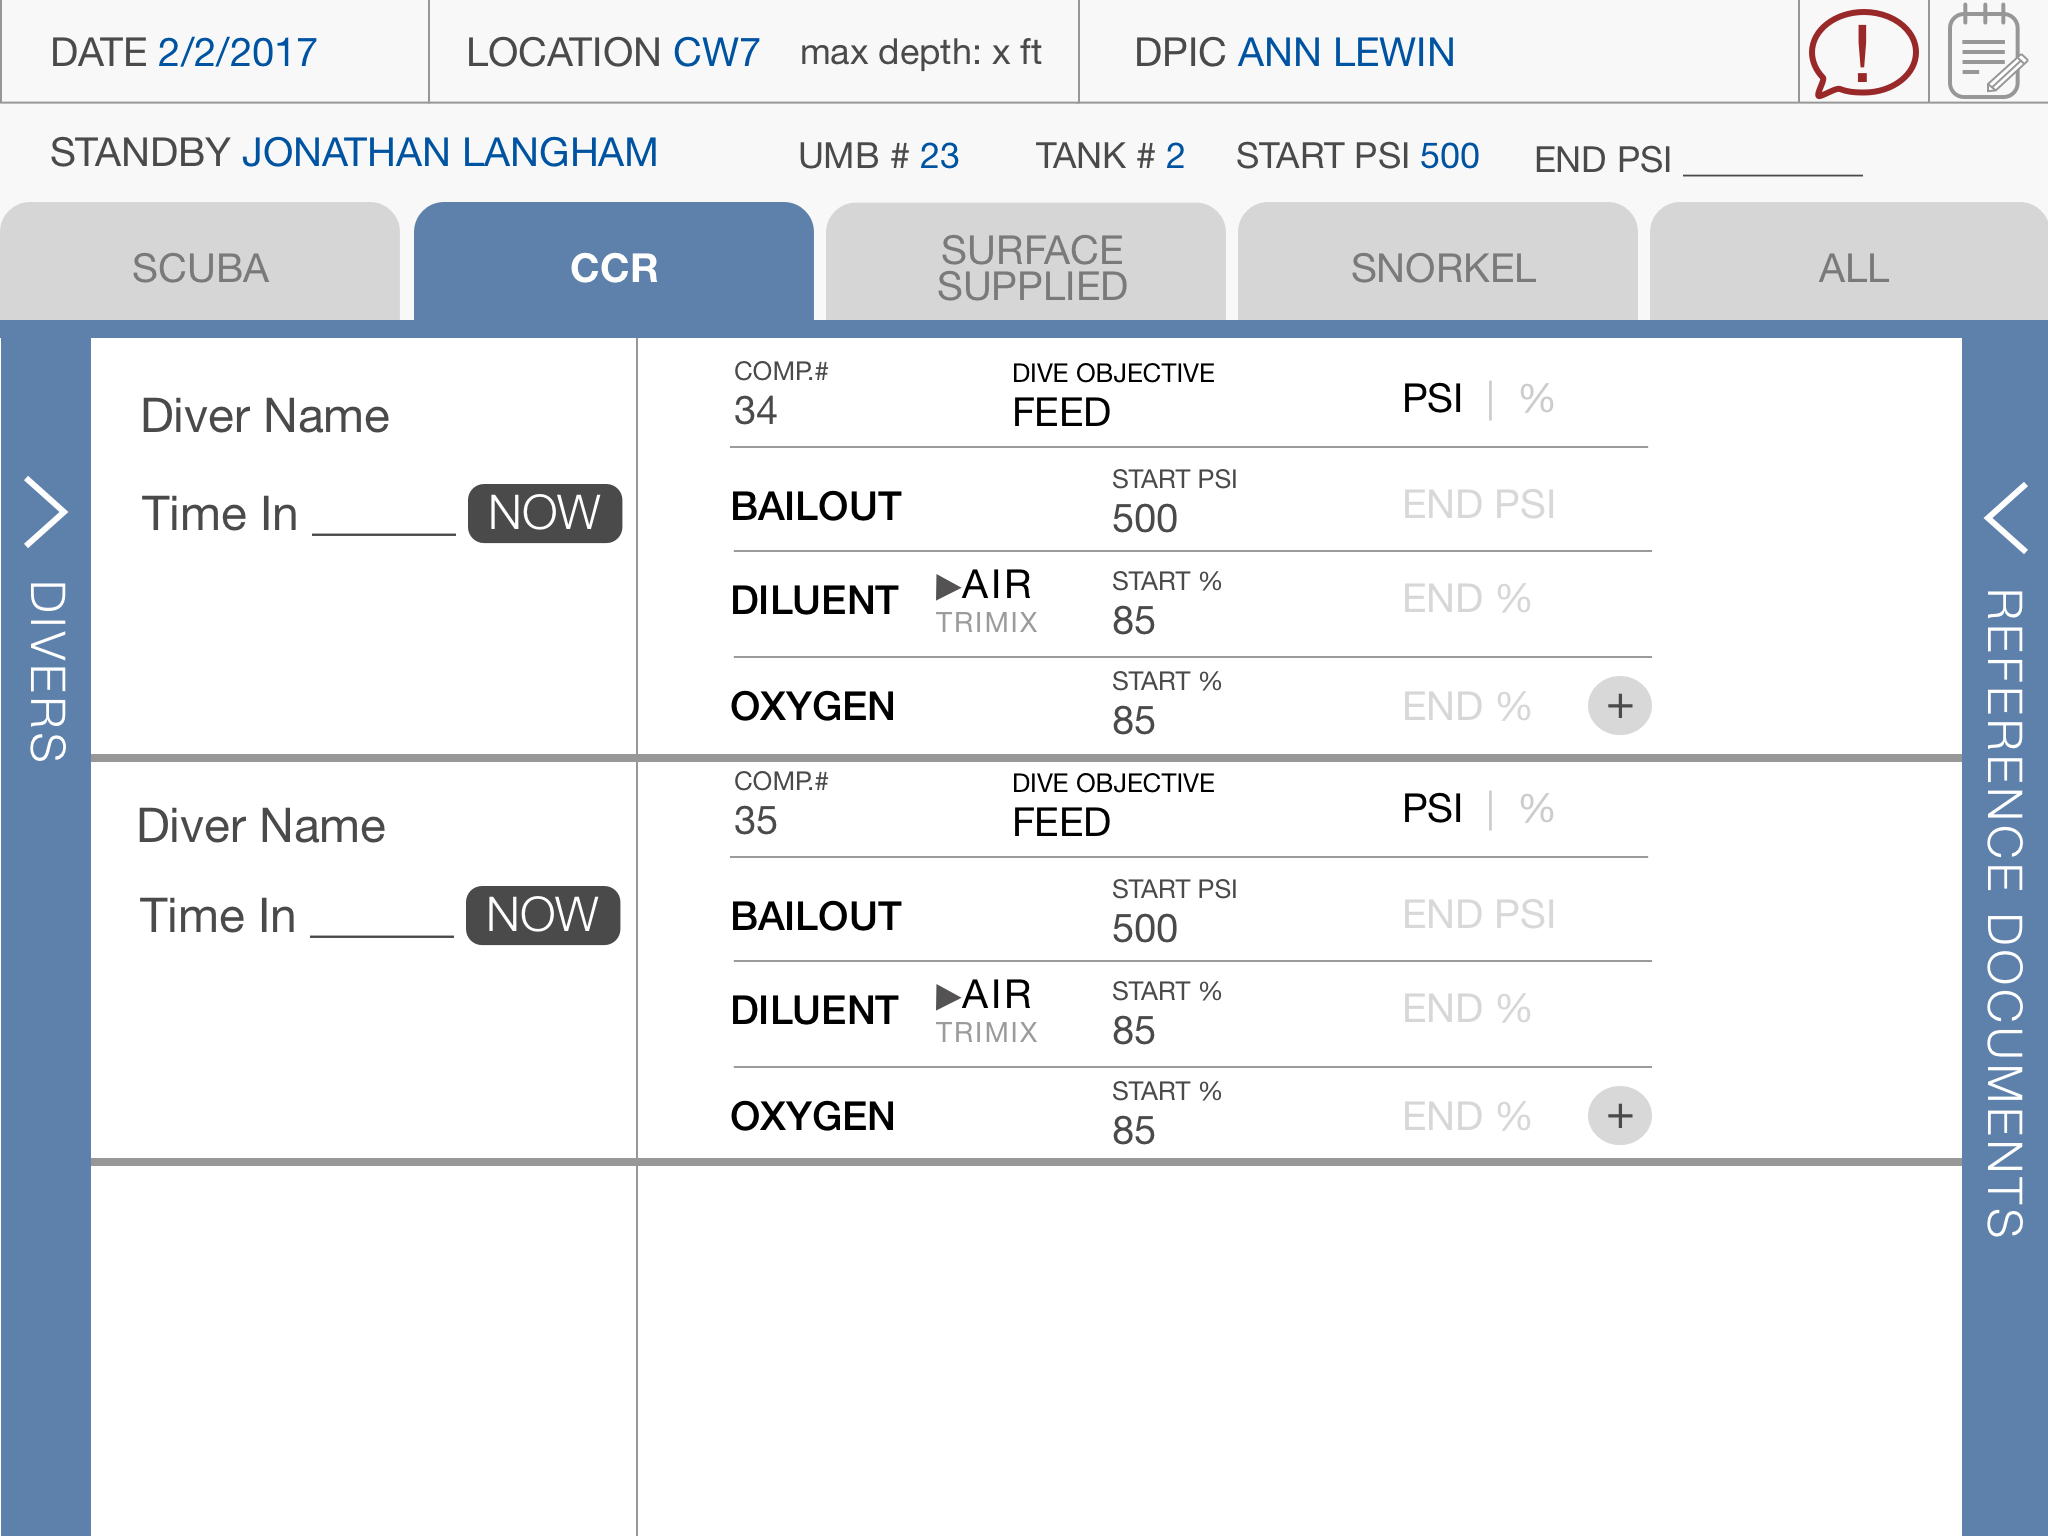 DATE 2/2/2017 LOCATION CW7 max depth: x ft DPIC ANN LEWIN !
STANDBY JONATHAN LANGHAM UMB # 23 TANK # 2 START PSI 500 END PSI
SCUBA CCR SURFACE SUPPLIED SNORKEL ALL
DIVERS
Diver Name
Time In NOW
COMP.# DIVE OBJECTIVE PSI | %
34 FEED
BAILOUT START PSI END PSI
500
DILUENT ▶AIR START % END %
TRIMIX 85
OXYGEN START % END % +
85
Diver Name
Time In NOW
COMP.# DIVE OBJECTIVE PSI | %
35 FEED
BAILOUT START PSI END PSI
500
DILUENT ▶AIR START % END %
TRIMIX 85
OXYGEN START % END % +
85
REFERENCE DOCUMENTS